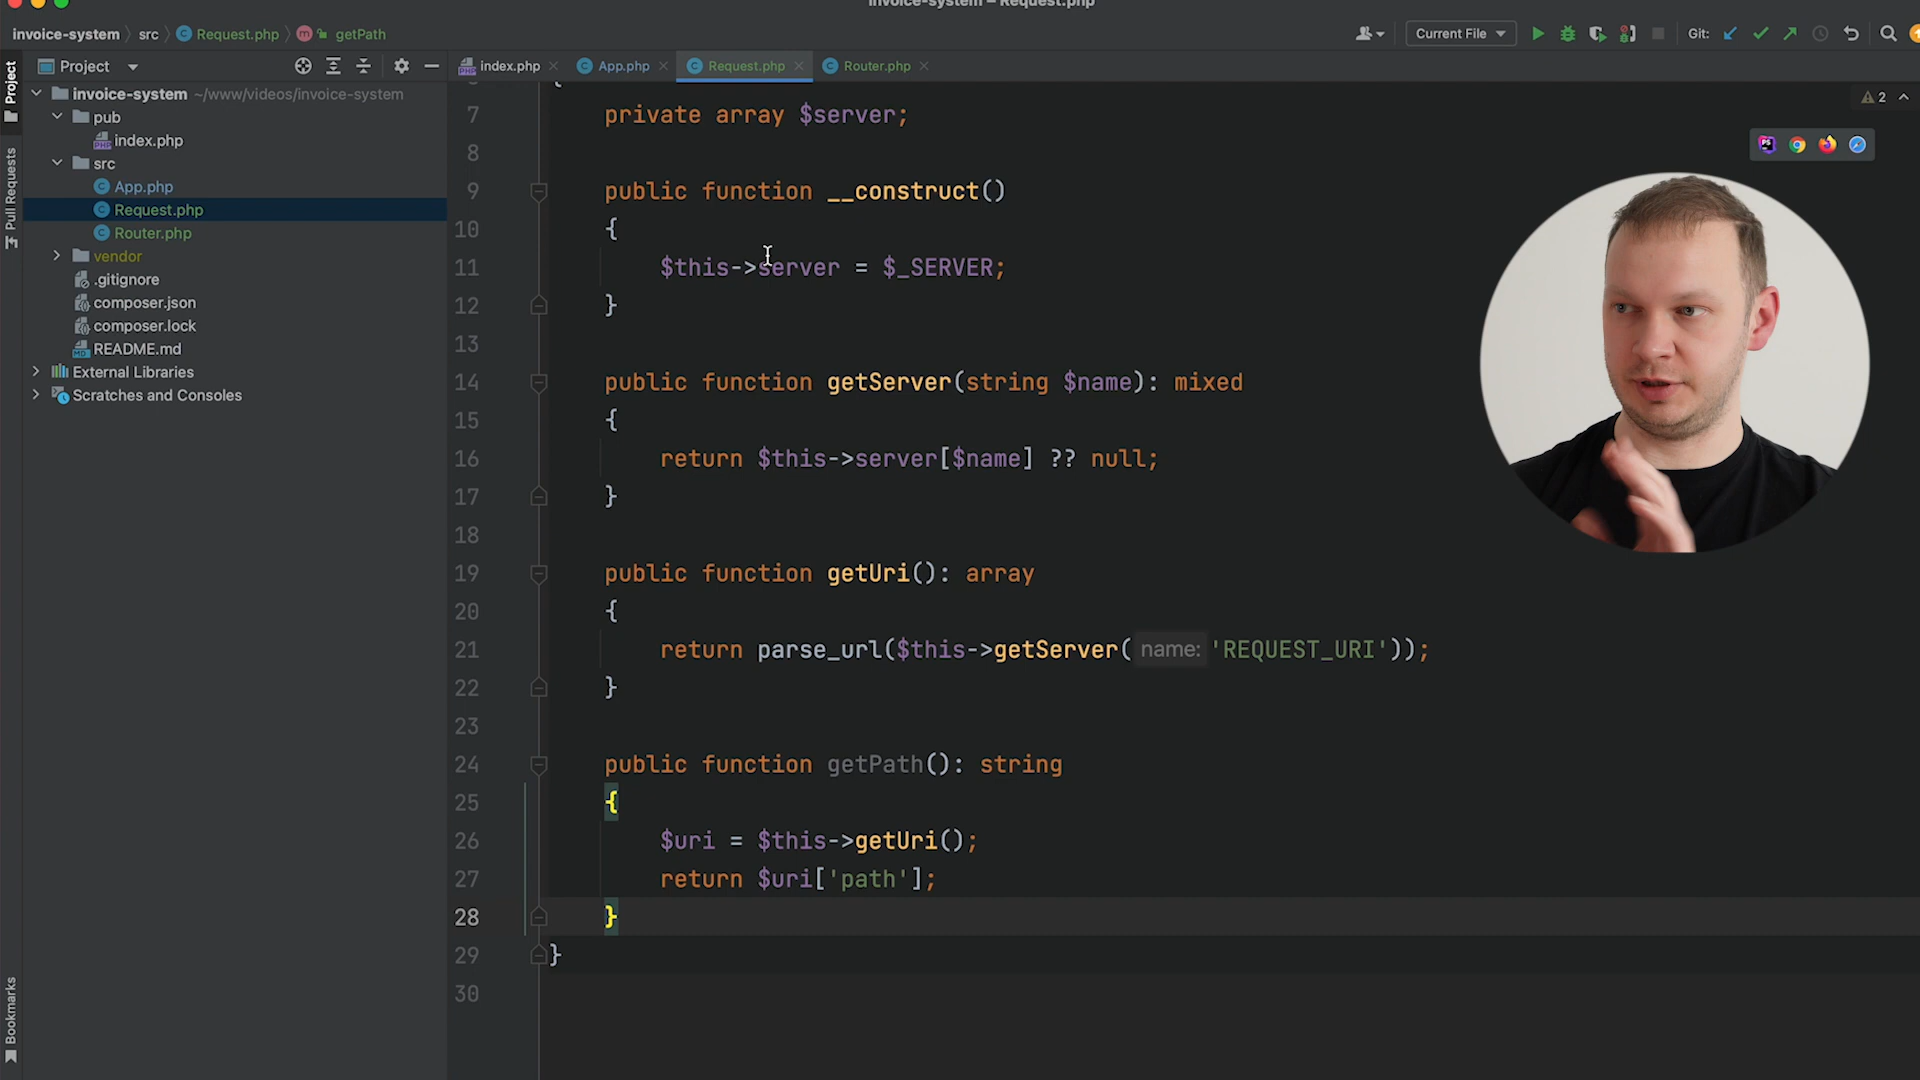 invoice-system – Request.php
invoice-system src Request.php getPath
Current File Git:
Project
index.php App.php Request.php Router.php
invoice-system ~/www/videos/invoice-system
pub
index.php
src
App.php
Request.php
Router.php
vendor
.gitignore
composer.json
composer.lock
README.md
External Libraries
Scratches and Consoles
Project
Pull Requests
Bookmarks
2
{
7 private array $server;
8
9 public function __construct()
10 {
11 $this->server = $_SERVER;
12 }
13
14 public function getServer(string $name): mixed
15 {
16 return $this->server[$name] ?? null;
17 }
18
19 public function getUri(): array
20 {
21 return parse_url($this->getServer( name: 'REQUEST_URI'));
22 }
23
24 public function getPath(): string
25 {
26 $uri = $this->getUri();
27 return $uri['path'];
28 }
29 }
30